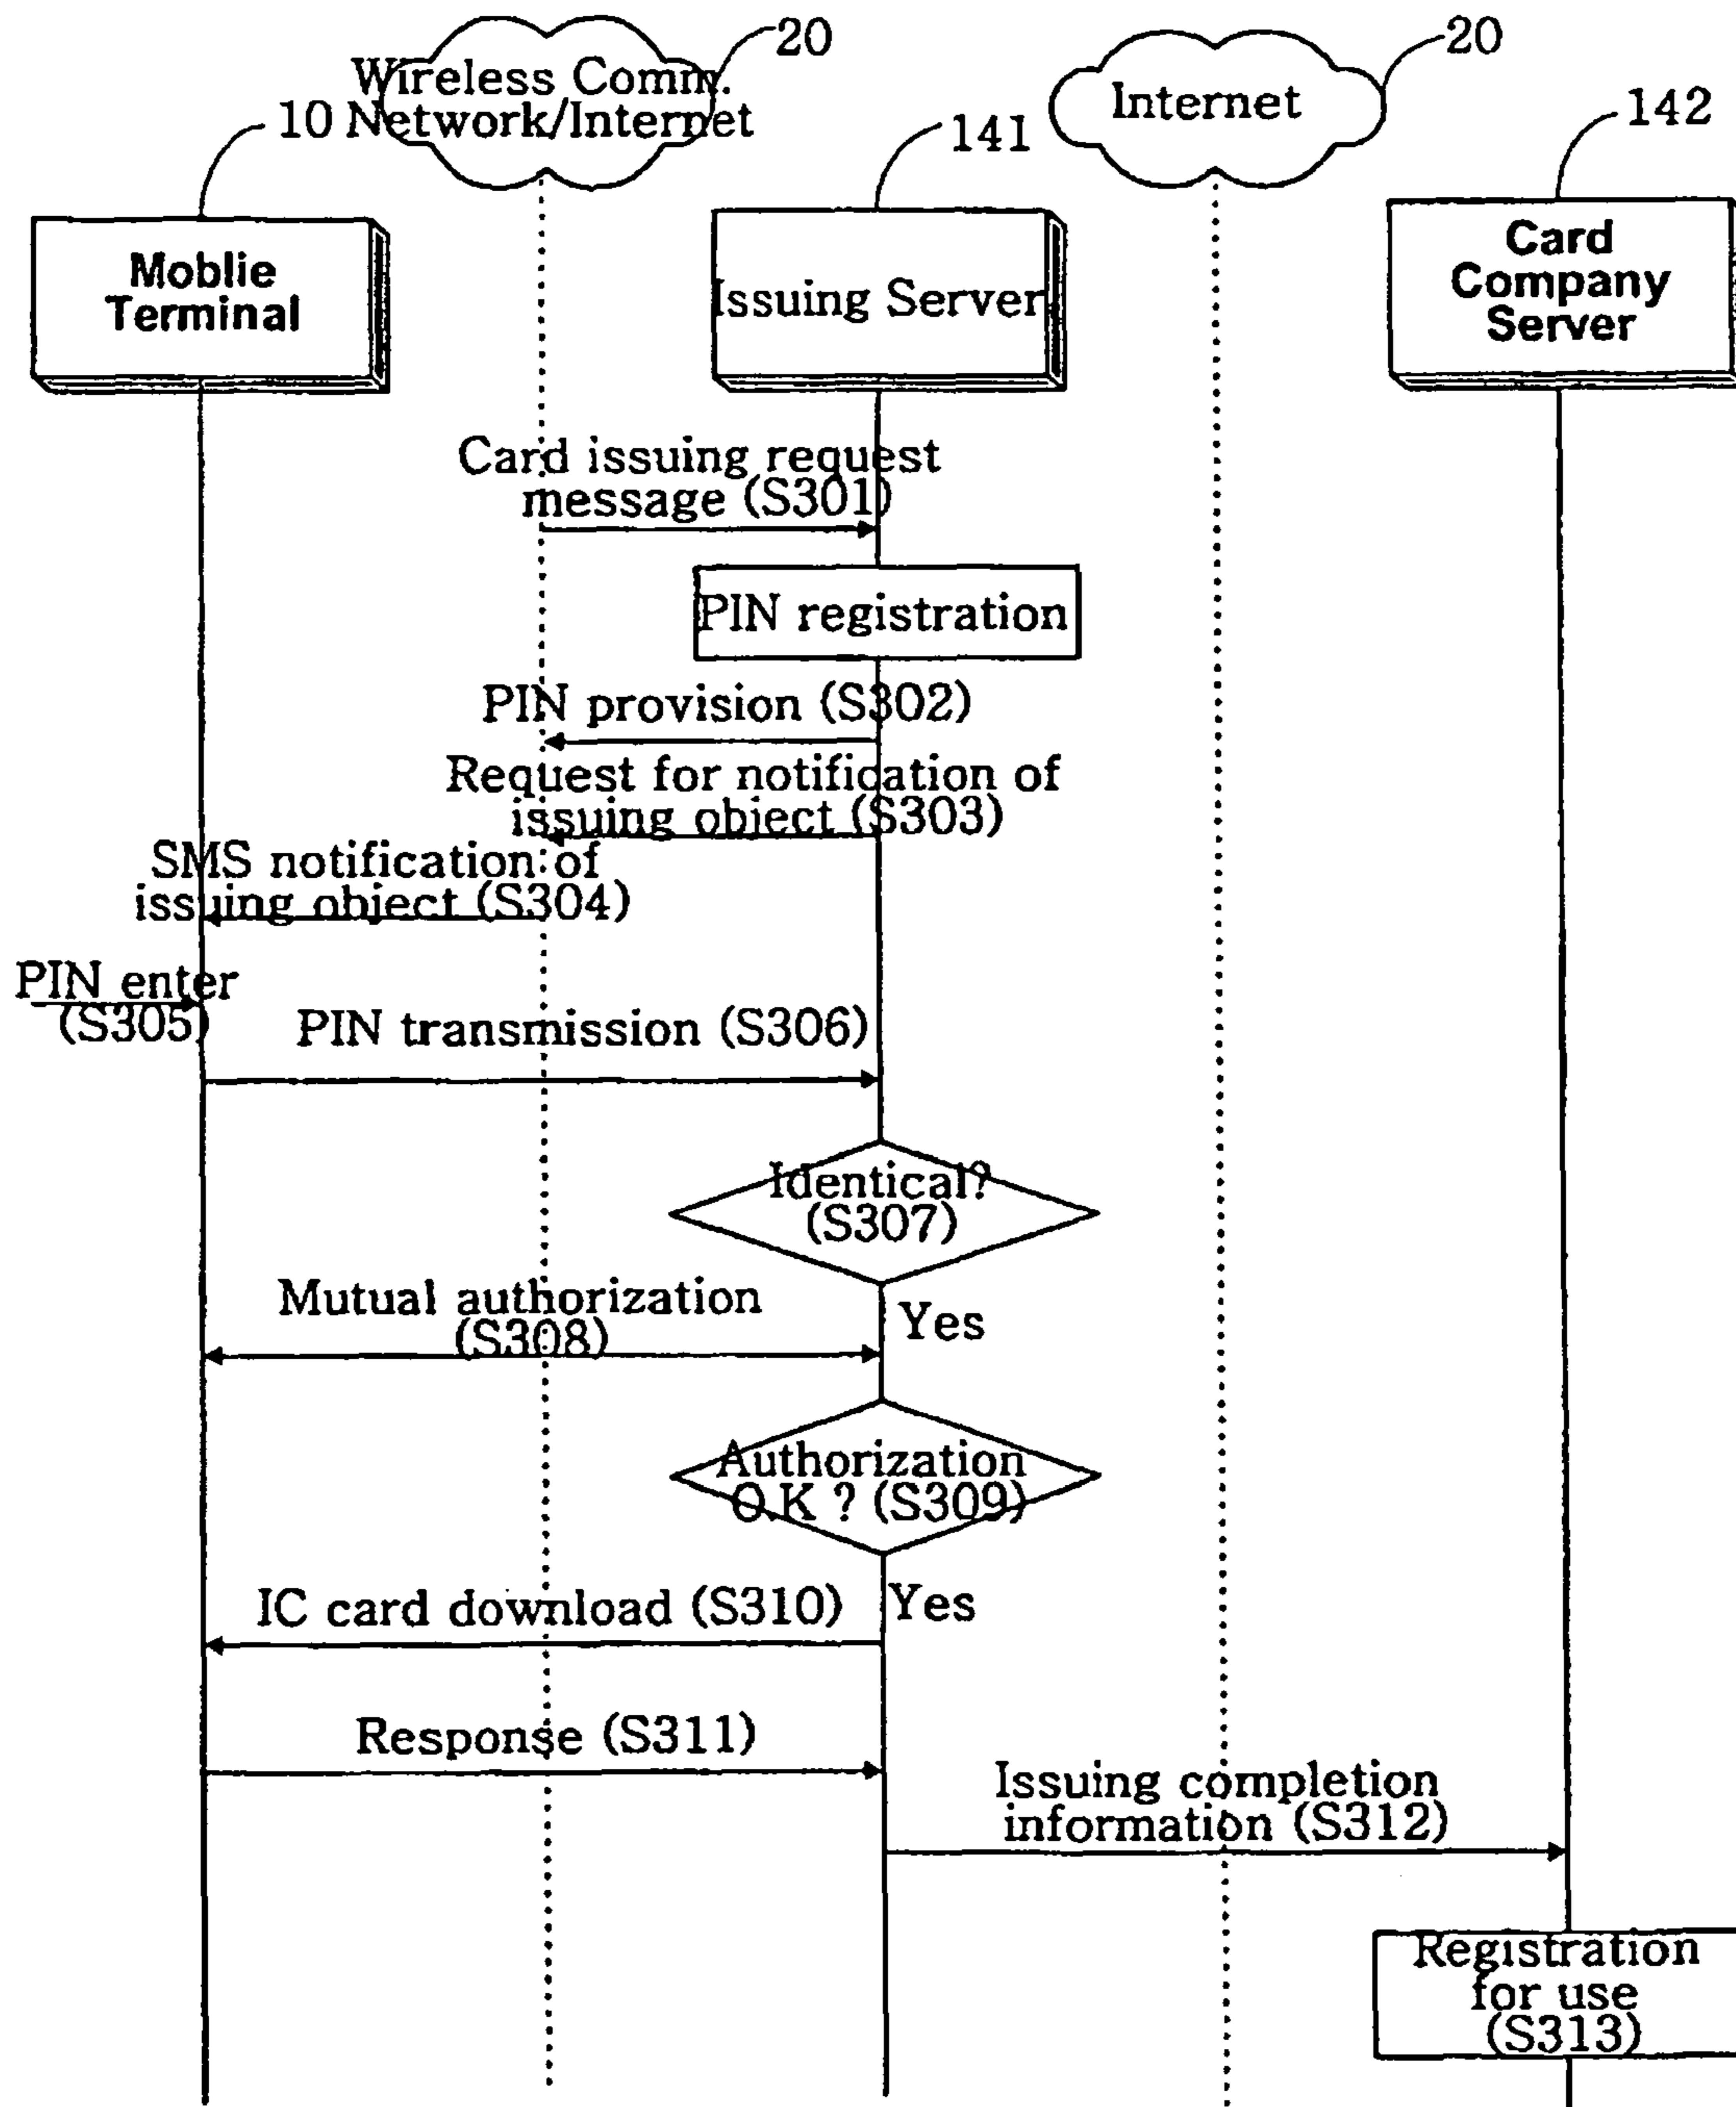 20
Wireless Comm.
Network/Internet
10
20
Internet
141
142
Moblie
Terminal
Issuing Server
Card
Company
Server
Card issuing request
message (S301)
PIN registration
PIN provision (S302)
Request for notification of
issuing object (S303)
SMS notification of
issuing object (S304)
PIN enter
(S305)
PIN transmission (S306)
Identical?
(S307)
Mutual authorization
(S308)
Yes
Authorization
O.K ? (S309)
Yes
IC card download (S310)
Response (S311)
Issuing completion
information (S312)
Registration
for use
(S313)